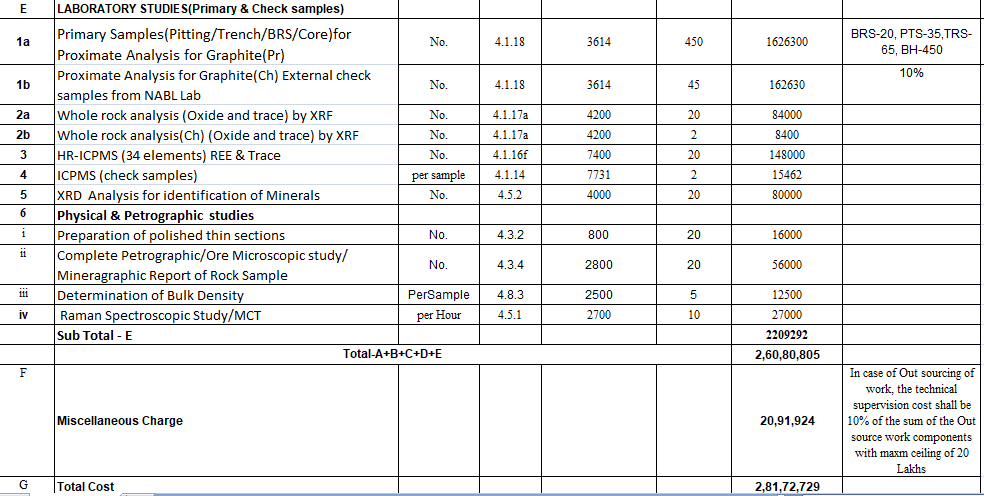 E LABORATORY STUDIES(Primary & Check samples)
1a Primary Samples(Pitting/Trench/BRS/Core)for Proximate Analysis for Graphite(Pr) No. 4.1.18 3614 450 1626300 BRS-20, PTS-35,TRS-65, BH-450
1b Proximate Analysis for Graphite(Ch) External check samples from NABL Lab No. 4.1.18 3614 45 162630 10%
2a Whole rock analysis (Oxide and trace) by XRF No. 4.1.17a 4200 20 84000
2b Whole rock analysis(Ch) (Oxide and trace) by XRF No. 4.1.17a 4200 2 8400
3 HR-ICPMS (34 elements) REE & Trace No. 4.1.16f 7400 20 148000
4 ICPMS (check samples) per sample 4.1.14 7731 2 15462
5 XRD Analysis for identification of Minerals No. 4.5.2 4000 20 80000
6 Physical & Petrographic studies
i Preparation of polished thin sections No. 4.3.2 800 20 16000
ii Complete Petrographic/Ore Microscopic study/ Mineragraphic Report of Rock Sample No. 4.3.4 2800 20 56000
iii Determination of Bulk Density PerSample 4.8.3 2500 5 12500
iv Raman Spectroscopic Study/MCT per Hour 4.5.1 2700 10 27000
Sub Total - E 2209292
Total-A+B+C+D+E 2,60,80,805
F Miscellaneous Charge 20,91,924 In case of Out sourcing of work, the technical supervision cost shall be 10% of the sum of the Out source work components with maxm ceiling of 20 Lakhs
G Total Cost 2,81,72,729